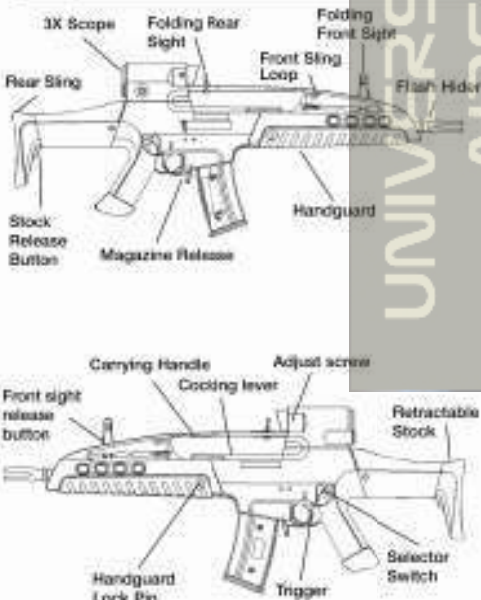 3X Scope
Folding Rear
Sight
Folding
Front Sight
Front Sling
Loop
Rear Sling
Flash Hider
Handguard
Stock
Release
Button
Magazine Release
UNIVERS
Carrying Handle
Adjust screw
Cocking lever
Front sight
release
button
Retractable
Stock
Selector
Switch
Handguard
Lock Pin
Trigger